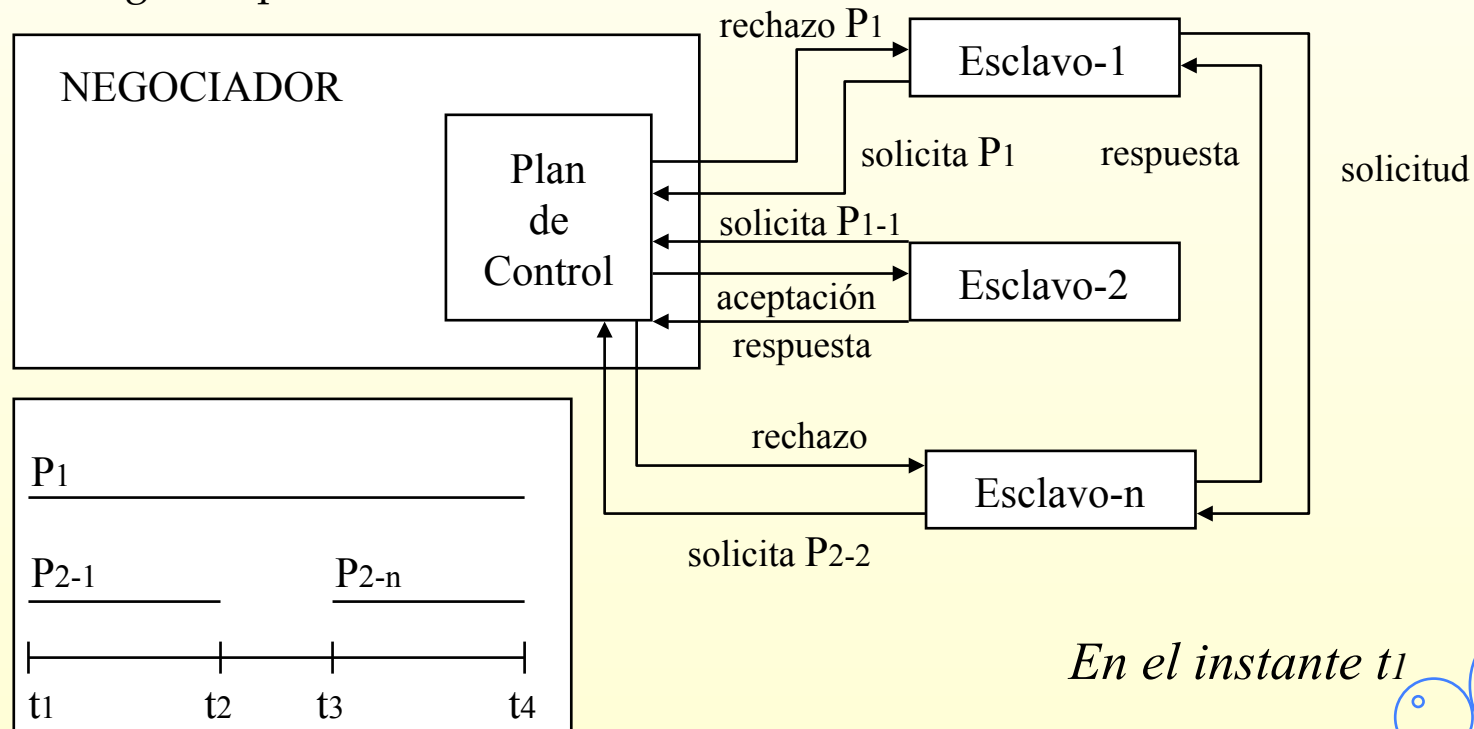 rechazo P1
Esclavo-1
NEGOCIADOR
Plan
de
Control
solicita P1
respuesta
solicitud
solicita P1-1
aceptación
respuesta
Esclavo-2
rechazo
Esclavo-n
solicita P2-2
P1
P2-1
P2-n
t1
t2
t3
t4
En el instante t1